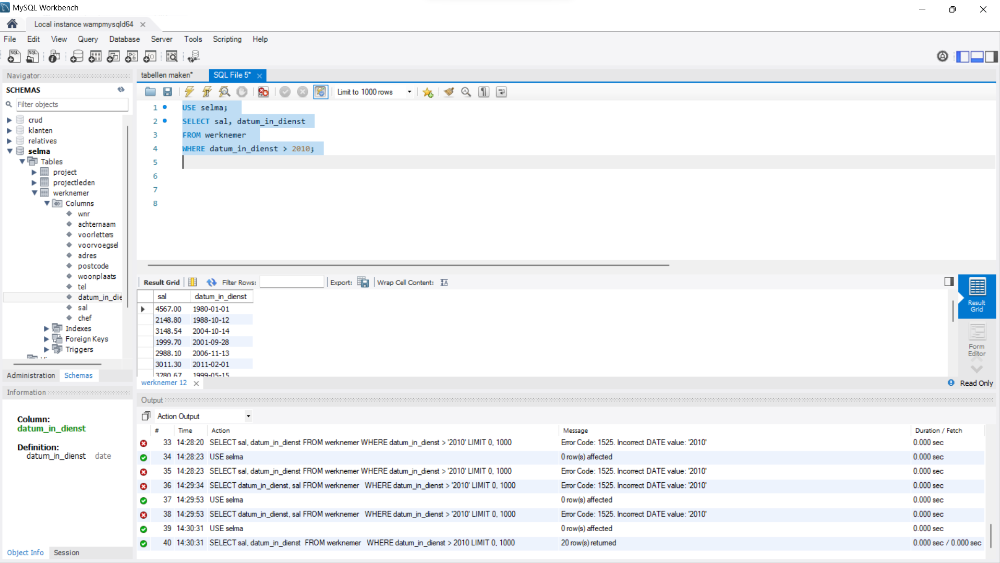 MySQL Workbench
Local instance wampmysqld64
File Edit View Query Database Server Tools Scripting Help
Navigator
SCHEMAS
Filter objects
crud
klanten
relatives
selma
Tables
project
projectleden
werknemer
Columns
wnr
achternaam
voorletters
voorvoegsel
adres
postcode
woonplaats
tel
datum_in_die
sal
chef
Indexes
Foreign Keys
Triggers
Administration Schemas
Information
Column:
datum_in_dienst
Definition:
datum_in_dienst date
Object Info Session
tabellen maken* SQL File 5*
Limit to 1000 rows
1 USE selma;
2 SELECT sal, datum_in_dienst
3 FROM werknemer
4 WHERE datum_in_dienst > 2010;
5
6
7
8
Result Grid Filter Rows: Export: Wrap Cell Content:
sal datum_in_dienst
4567.00 1980-01-01
2148.80 1988-10-12
3148.54 2004-10-14
1999.70 2001-09-28
2988.10 2006-11-13
3011.30 2011-02-01
3280.67 1999-05-15
Result
Grid
Form
Editor
werknemer 12
Read Only
Output
Action Output
# Time Action Message Duration / Fetch
33 14:28:20 SELECT sal, datum_in_dienst FROM werknemer WHERE datum_in_dienst > '2010' LIMIT 0, 1000 Error Code: 1525. Incorrect DATE value: '2010' 0.000 sec
34 14:28:23 USE selma 0 row(s) affected 0.000 sec
35 14:28:23 SELECT sal, datum_in_dienst FROM werknemer WHERE datum_in_dienst > '2010' LIMIT 0, 1000 Error Code: 1525. Incorrect DATE value: '2010' 0.000 sec
36 14:29:34 SELECT datum_in_dienst, sal FROM werknemer WHERE datum_in_dienst > '2010' LIMIT 0, 1000 Error Code: 1525. Incorrect DATE value: '2010' 0.000 sec
37 14:29:53 USE selma 0 row(s) affected 0.000 sec
38 14:29:53 SELECT datum_in_dienst, sal FROM werknemer WHERE datum_in_dienst > '2010' LIMIT 0, 1000 Error Code: 1525. Incorrect DATE value: '2010' 0.000 sec
39 14:30:31 USE selma 0 row(s) affected 0.000 sec
40 14:30:31 SELECT sal, datum_in_dienst FROM werknemer WHERE datum_in_dienst > 2010 LIMIT 0, 1000 20 row(s) returned 0.000 sec / 0.000 sec